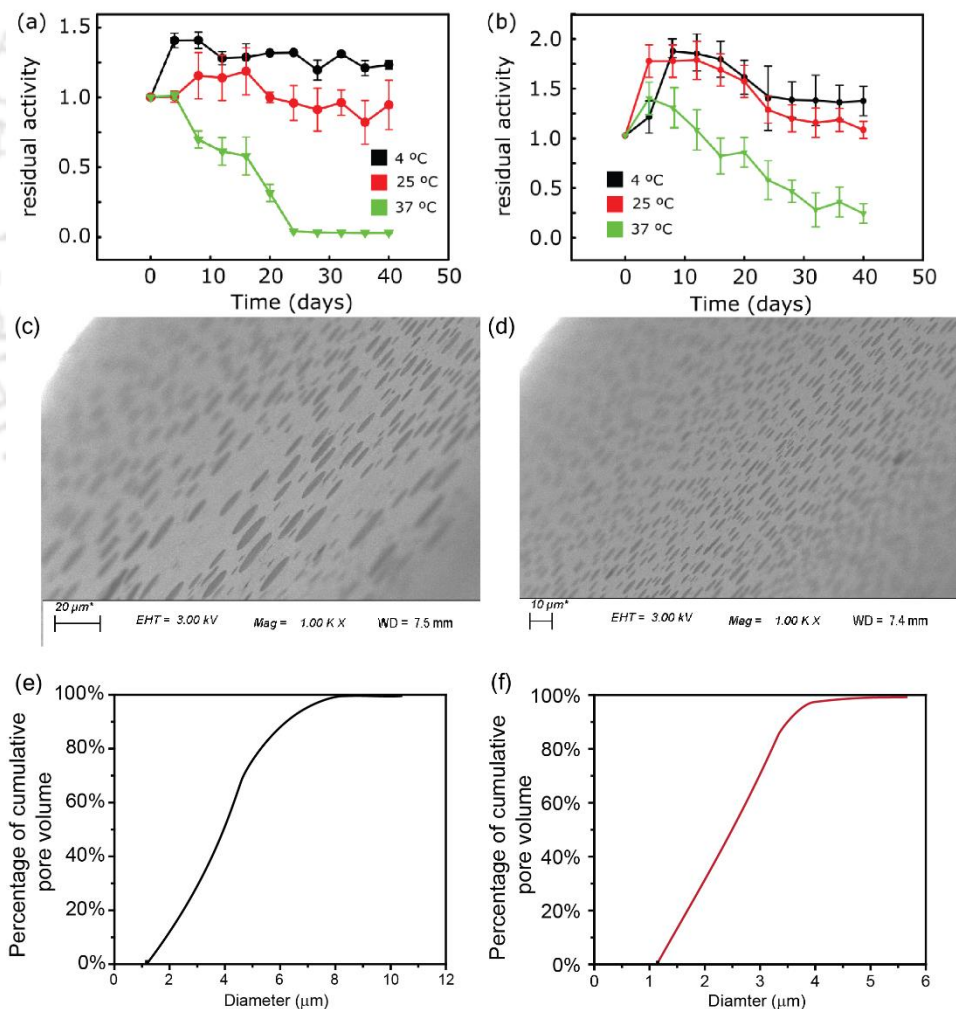 (a)
1.5
1.0
0.5
0.0
residual activity
4 ºC
25 ºC
37 ºC
0 10 20 30 40 50
Time (days)
(b)
2.0
1.5
1.0
0.5
0.0
residual activity
4 ºC
25 ºC
37 ºC
0 10 20 30 40 50
Time (days)
(c)
20 µm*
EHT = 3.00 kV Mag = 1.00 K X WD = 7.5 mm
(d)
10 µm*
EHT = 3.00 kV Mag = 1.00 K X WD = 7.4 mm
(e)
100%
80%
60%
40%
20%
0%
Percentage of cumulative
pore volume
0 2 4 6 8 10 12
Diameter (µm)
(f)
100%
80%
60%
40%
20%
0%
Percentage of cumulative
pore volume
0 1 2 3 4 5 6
Diamter (µm)